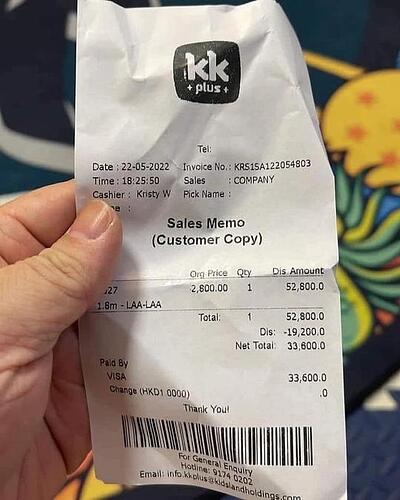 kk
+ plus +
Tel:
Date : 22-05-2022 Invoice No.: KRS1SA122054803
Time : 18:25:50 Sales : COMPANY
Cashier : Kristy W Pick Name :
:
Sales Memo
(Customer Copy)
Org Price Qty Dis Amount
27 2,800.00 1 52,800.0
1.8m - LAA-LAA
Total: 1 52,800.0
Dis: -19,200.0
Net Total: 33,600.0
Paid By
VISA 33,600.0
Change (HKD1.0000) .0
Thank You!
For General Enquiry
Hotline: 9174 0202
Email: info.kkplus@kidslandholdings.com